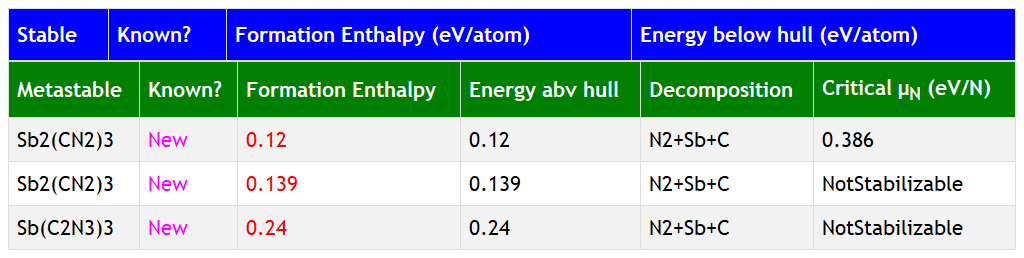 Stable Known? Formation Enthalpy (eV/atom) Energy below hull (eV/atom)
Metastable Known? Formation Enthalpy Energy abv hull Decomposition Critical μN (eV/N)
Sb2(CN2)3 New 0.12 0.12 N2+Sb+C 0.386
Sb2(CN2)3 New 0.139 0.139 N2+Sb+C NotStabilizable
Sb(C2N3)3 New 0.24 0.24 N2+Sb+C NotStabilizable